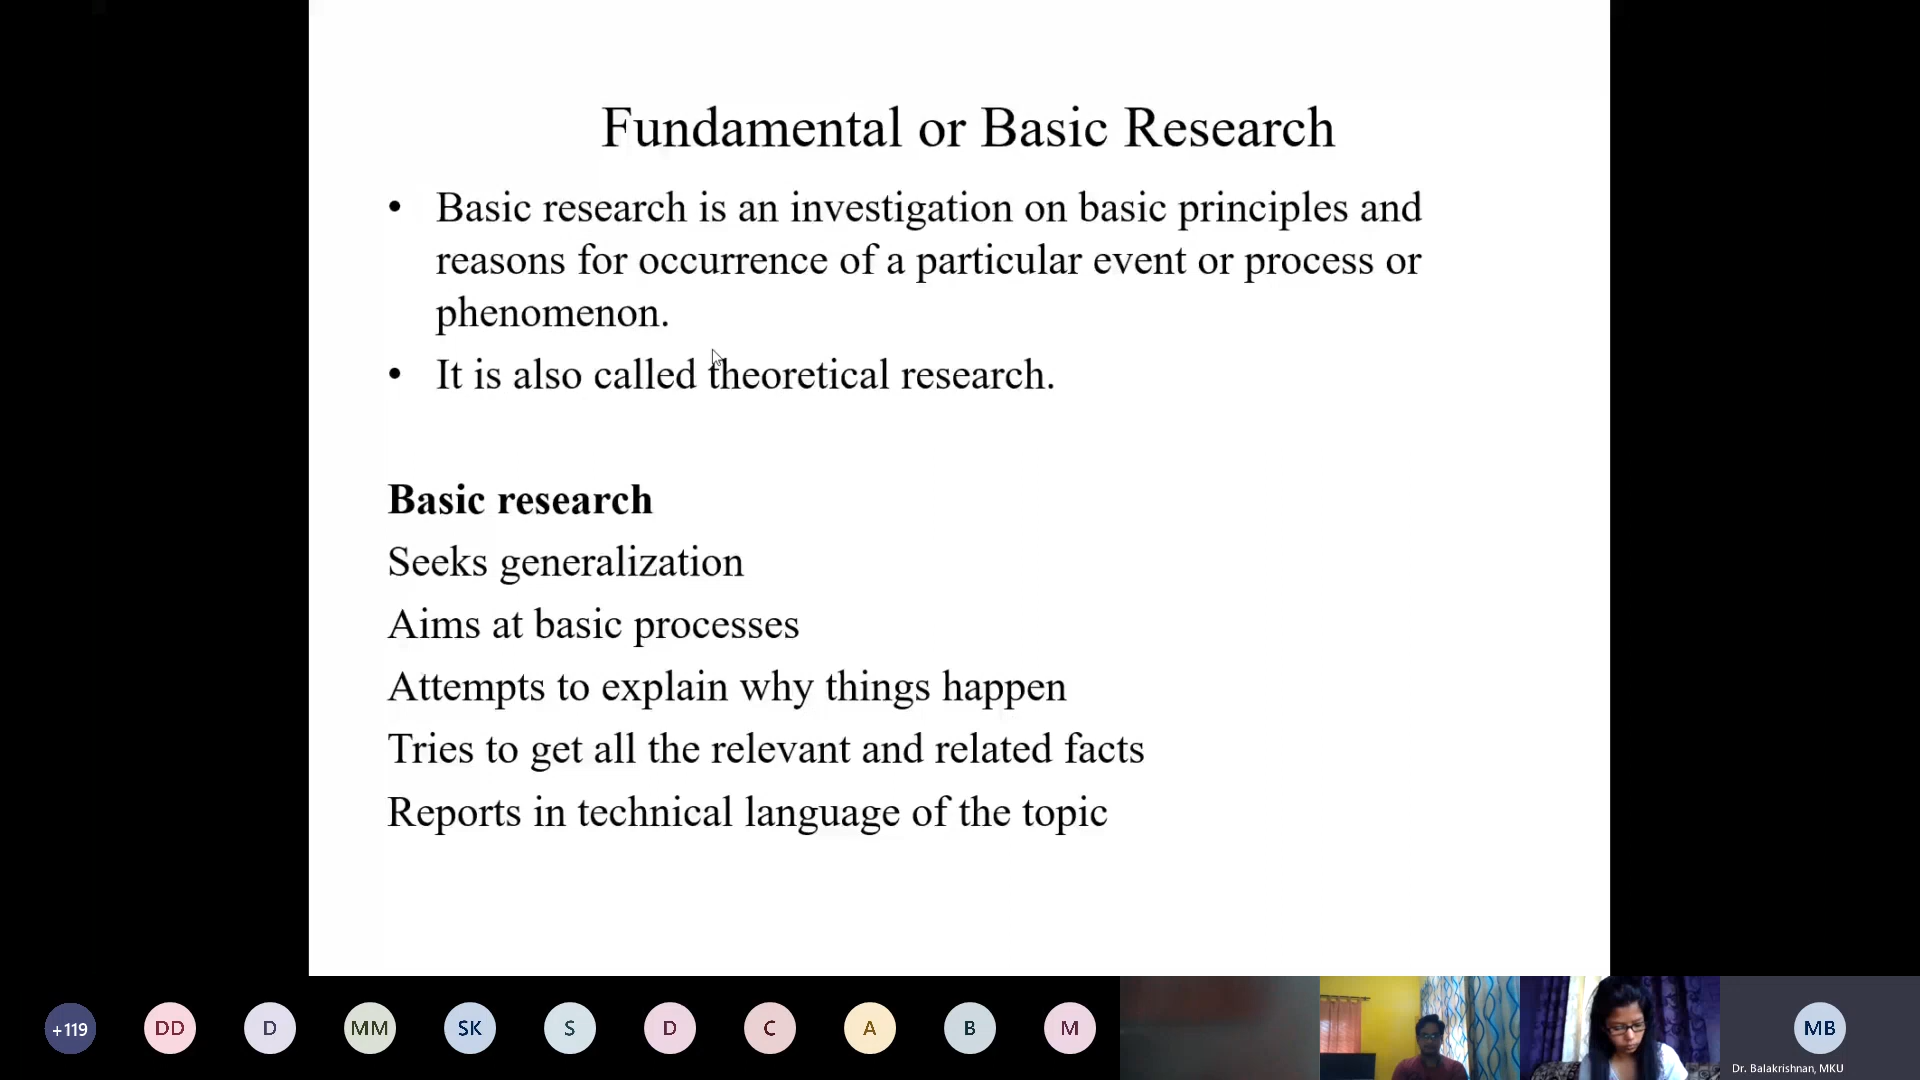 Fundamental or Basic Research
• Basic research is an investigation on basic principles and
reasons for occurrence of a particular event or process or
phenomenon.
• It is also called theoretical research.
Basic research
Seeks generalization
Aims at basic processes
Attempts to explain why things happen
Tries to get all the relevant and related facts
Reports in technical language of the topic
+119 DD D MM SK S D C A B M MB
Dr. Balakrishnan, MKU